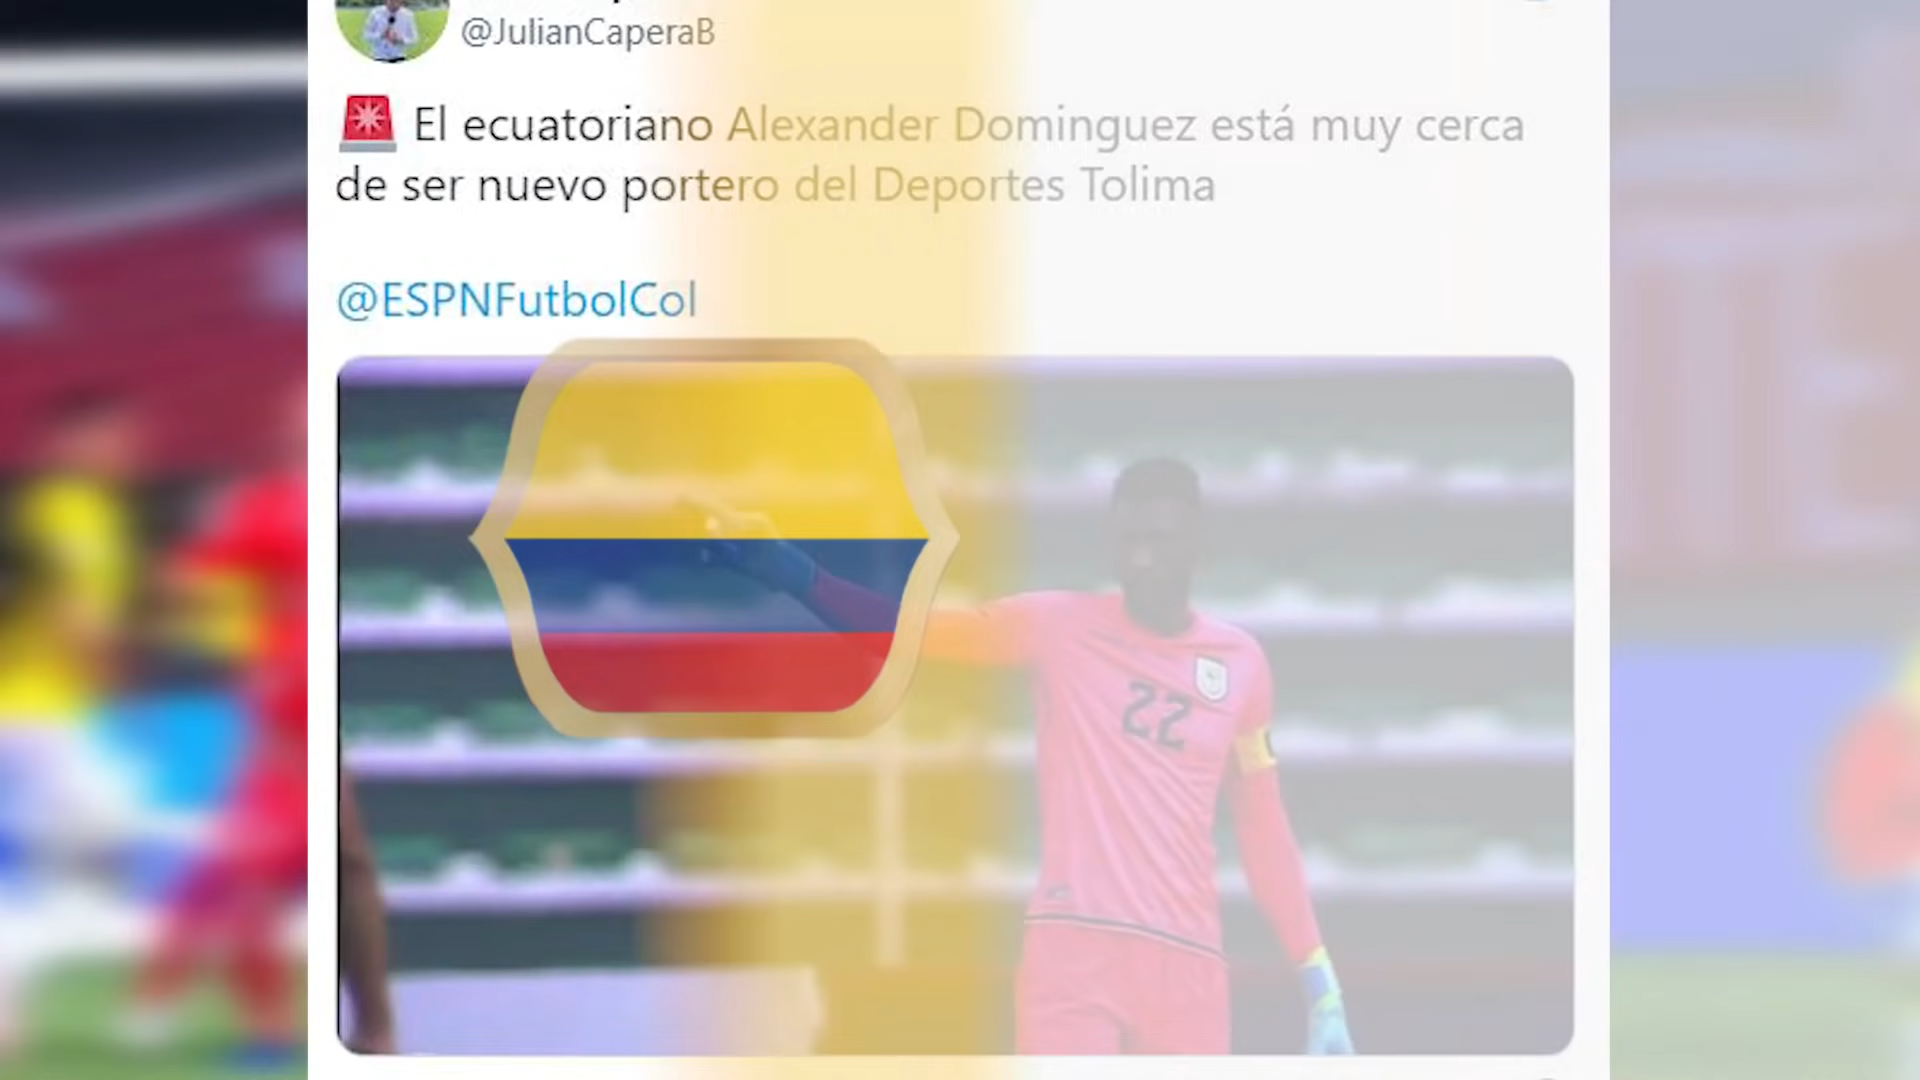 @JulianCaperaB
El ecuatoriano Alexander Dominguez está muy cerca
de ser nuevo portero del Deportes Tolima
@ESPNFutbolCol
22